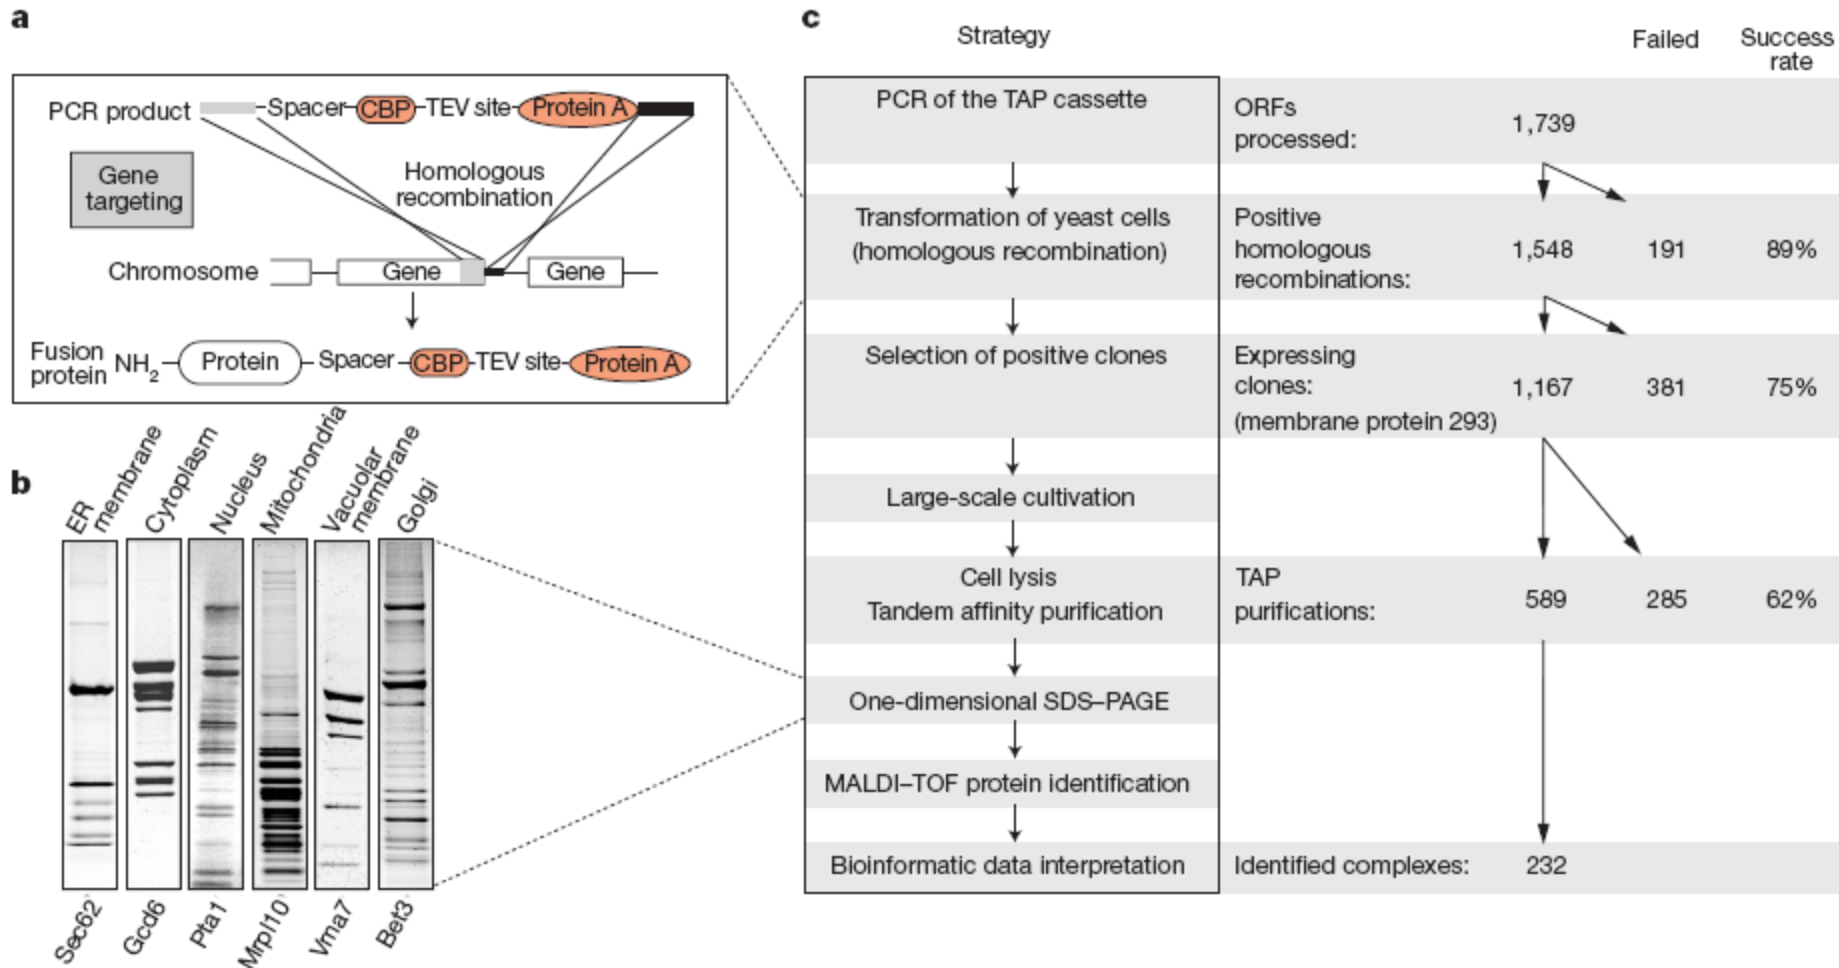 a
PCR product
Spacer
CBP
TEV site
Protein A
Gene
targeting
Homologous
recombination
Chromosome
Gene
Gene
Fusion
protein
NH2
Protein
Spacer
CBP
TEV site
Protein A
b
ER
membrane
Cytoplasm
Nucleus
Mitochondria
Vacuolar
membrane
Golgi
Sec62
Gcd6
Pta1
Mrpl10
Vma7
Bet3
c
Strategy
Failed
Success
rate
PCR of the TAP cassette
ORFs
processed:
1,739
Transformation of yeast cells
(homologous recombination)
Positive
homologous
recombinations:
1,548
191
89%
Selection of positive clones
Expressing
clones:
(membrane protein 293)
1,167
381
75%
Large-scale cultivation
Cell lysis
Tandem affinity purification
TAP
purifications:
589
285
62%
One-dimensional SDS–PAGE
MALDI–TOF protein identification
Bioinformatic data interpretation
Identified complexes:
232